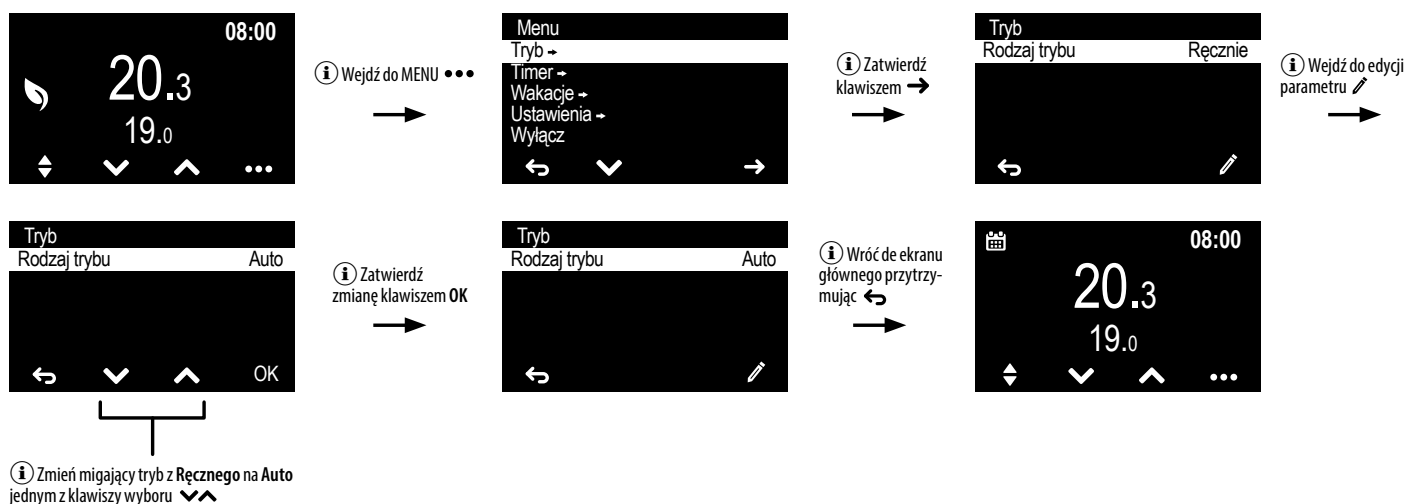 08:00
20.3
19.0
•••
ⓘ Wejdź do MENU •••
Menu
Tryb →
Timer →
Wakacje →
Ustawienia →
Wyłącz
ⓘ Zatwierdź
klawiszem →
Tryb
Rodzaj trybu Ręcznie
ⓘ Wejdź do edycji
parametru
Tryb
Rodzaj trybu Auto
OK
ⓘ Zmień migający tryb z Ręcznego na Auto
jednym z klawiszy wyboru
ⓘ Zatwierdź
zmianę klawiszem OK
Tryb
Rodzaj trybu Auto
ⓘ Wróć de ekranu
głównego przytrzy-
mując
08:00
20.3
19.0
•••